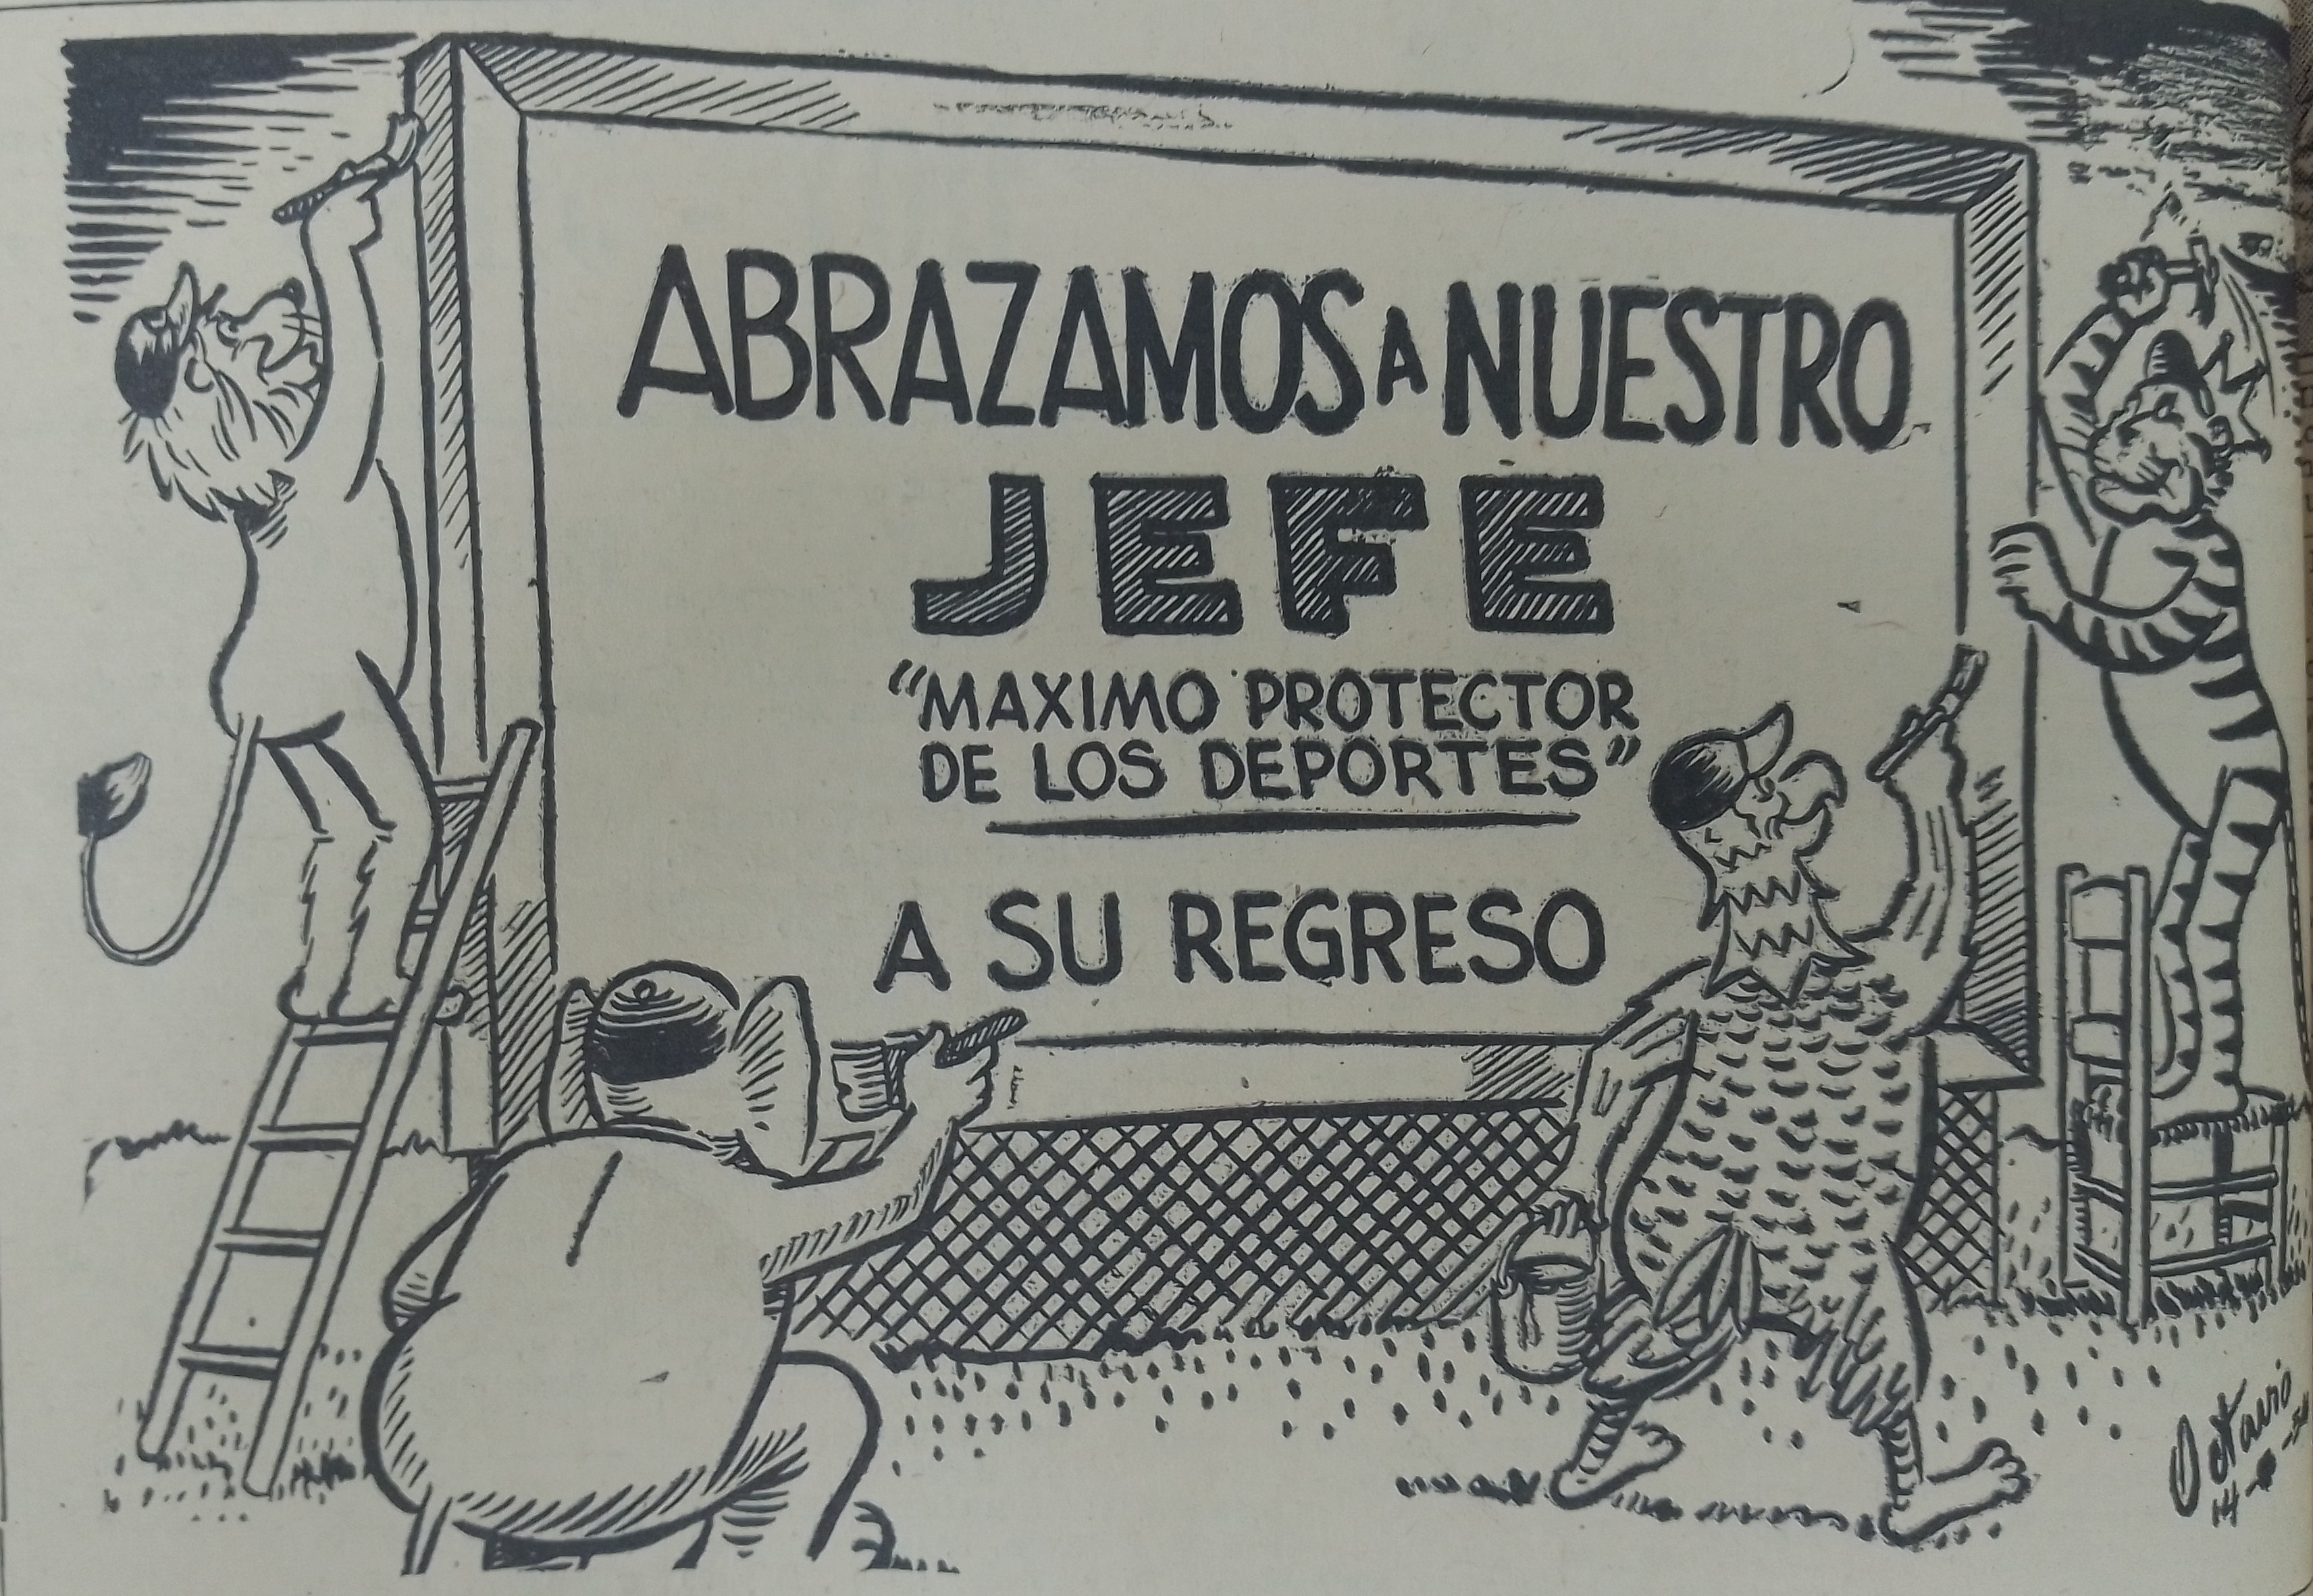 ABRAZAMOS A NUESTRO
JEFE
"MAXIMO PROTECTOR
DE LOS DEPORTES"
A SU REGRESO
Octavio